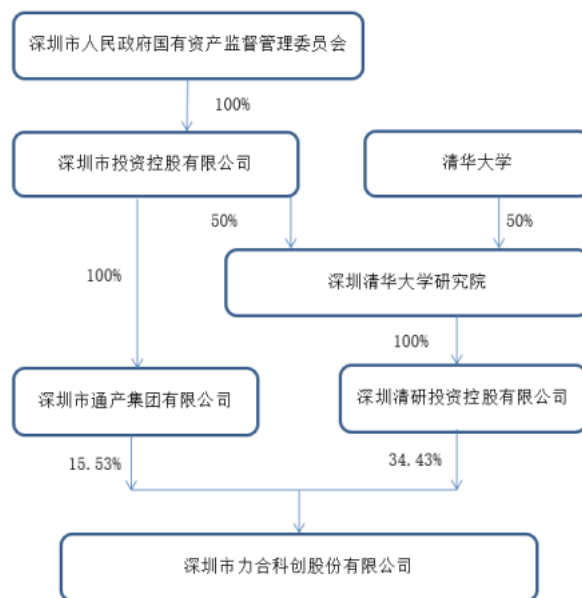 深圳市人民政府国有资产监督管理委员会
100%
深圳市投资控股有限公司
清华大学
50%
50%
深圳清华大学研究院
100%
100%
深圳市通产集团有限公司
深圳清研投资控股有限公司
15.53%
34.43%
深圳市力合科创股份有限公司